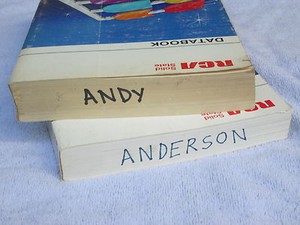 DATABOOK
RCA Solid
State
ANDY
RCA Solid
State
ANDERSON